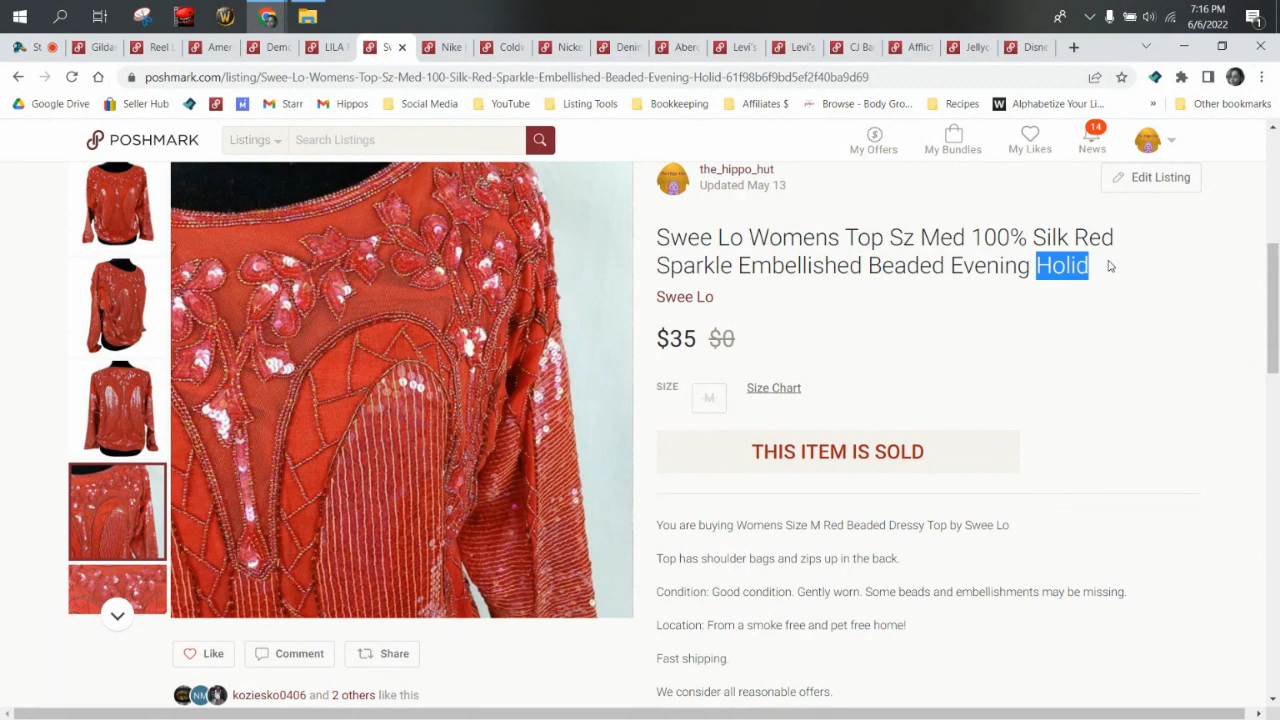 7:16 PM
6/6/2022
1
St
Gildar
Reel
Amer
Demo
LILA
Sv
Nike
Coldv
Nicke
Denin
Aberc
Levi's
Levi's
CJ Ba
Afflict
Jellyc
Disne
poshmark.com/listing/Swee-Lo-Womens-Top-Sz-Med-100-Silk-Red-Sparkle-Embellished-Beaded-Evening-Holid-61f98b6f9bd5ef2f40ba9d69
Google Drive
Seller Hub
Starr
Hippos
Social Media
YouTube
Listing Tools
Bookkeeping
Affiliates $
Browse - Body Gro...
Recipes
Alphabetize Your Li...
»
Other bookmarks
POSHMARK
Listings
Search Listings
My Offers
My Bundles
My Likes
14
News
the_hippo_hut
Updated May 13
Edit Listing
Swee Lo Womens Top Sz Med 100% Silk Red
Sparkle Embellished Beaded Evening Holid
Swee Lo
$35 $0
SIZE
M
Size Chart
THIS ITEM IS SOLD
You are buying Womens Size M Red Beaded Dressy Top by Swee Lo
Top has shoulder bags and zips up in the back.
Condition: Good condition. Gently worn. Some beads and embellishments may be missing.
Location: From a smoke free and pet free home!
Fast shipping.
We consider all reasonable offers.
Like
Comment
Share
NM
koziesko0406 and 2 others like this